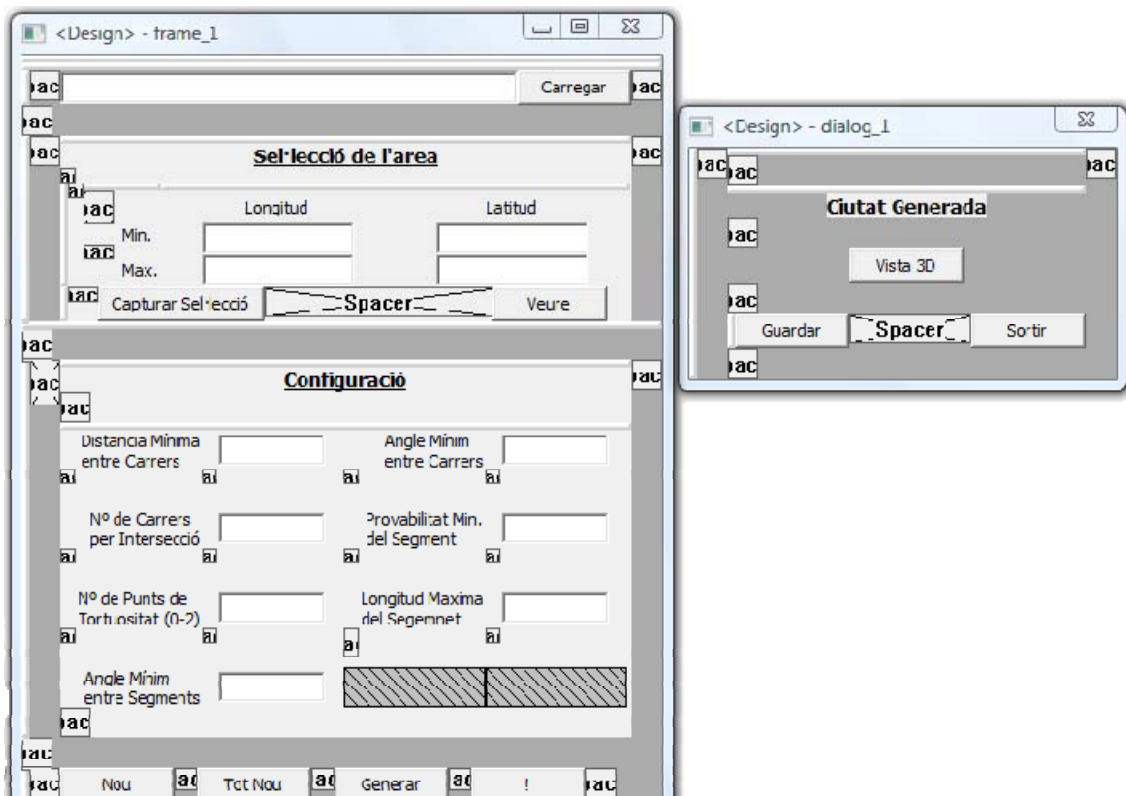 <Design> - frame_1
Carregar
Sel·lecció de l'area
Longitud Latitud
Min.
Max.
Capturar Sel·lecció Spacer Veure
Configuració
Distancia Mínima
entre Carrers
Angle Mínim
entre Carrers
Nº de Carrers
per Intersecció
Provabilitat Min.
del Segment
Nº de Punts de
Tortuositat (0-2)
Longitud Maxima
del Segemnet
Angle Mínim
entre Segments
Nou Tot Nou Generar !
<Design> - dialog_1
Ciutat Generada
Vista 3D
Guardar Spacer Sortir